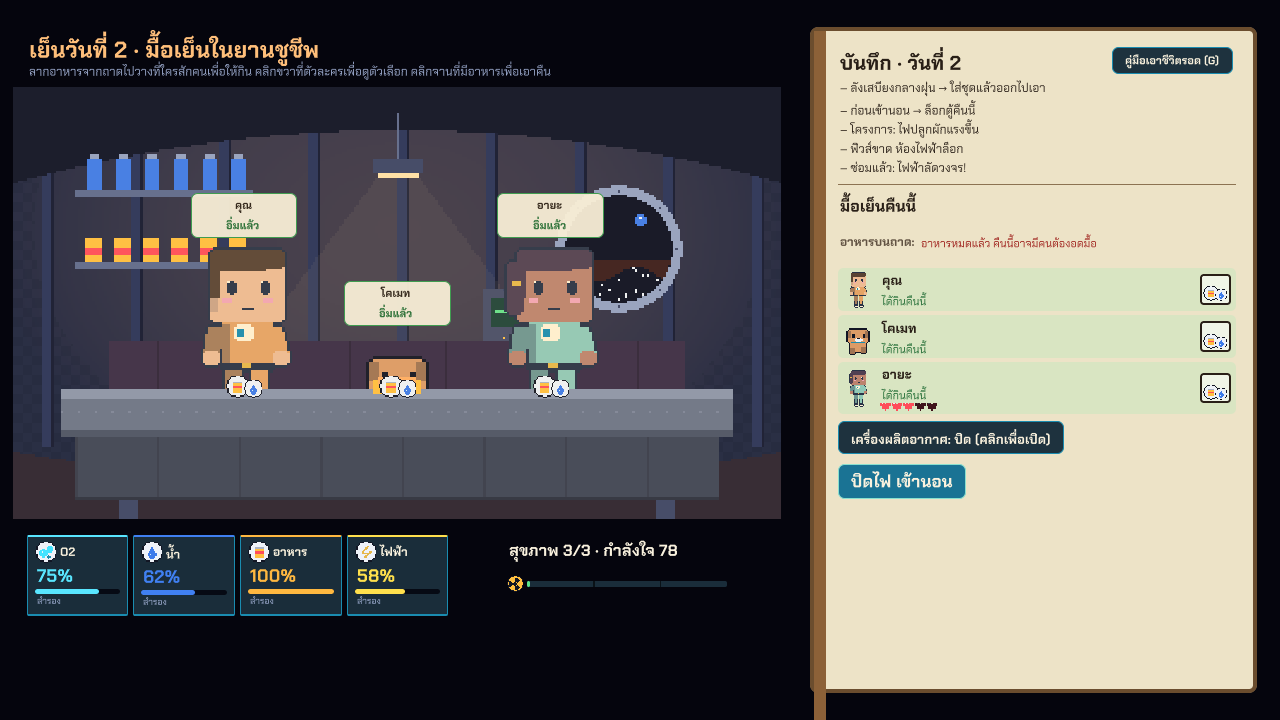 เย็นวันที่ 2 · มื้อเย็นในยานชูชีพ
ลากอาหารจากถาดไปวางที่ใครสักคนเพื่อให้กิน คลิกขวาที่ตัวละครเพื่อดูตัวเลือก คลิกจานที่มีอาหารเพื่อเอาคืน
คุณ
อิ่มแล้ว
อายะ
อิ่มแล้ว
โคเมท
อิ่มแล้ว
O2
75%
สำรอง
น้ำ
62%
สำรอง
อาหาร
100%
สำรอง
ไฟฟ้า
58%
สำรอง
สุขภาพ 3/3 · กำลังใจ 78
บันทึก · วันที่ 2
คู่มือเอาชีวิตรอด (G)
– ลังเสบียงกลางฝุ่น → ใส่ชุดแล้วออกไปเอา
– ก่อนเข้านอน → ล็อกตู้คืนนี้
– โครงการ: ไฟปลูกผักแรงขึ้น
– ฟิวส์ขาด ห้องไฟฟ้าล็อก
– ซ่อมแล้ว: ไฟฟ้าลัดวงจร!
มื้อเย็นคืนนี้
อาหารบนถาด: อาหารหมดแล้ว คืนนี้อาจมีคนต้องอดมื้อ
คุณ
ได้กินคืนนี้
โคเมท
ได้กินคืนนี้
อายะ
ได้กินคืนนี้
เครื่องผลิตอากาศ: ปิด (คลิกเพื่อเปิด)
ปิดไฟ เข้านอน